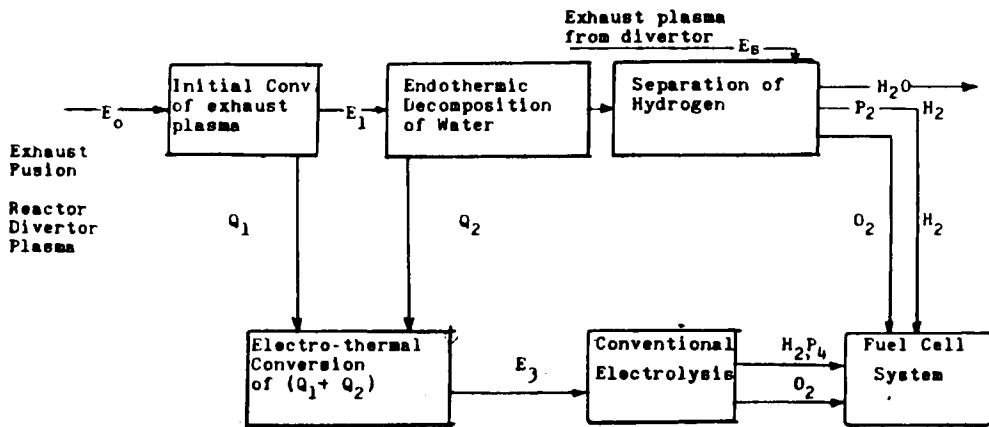 Exhaust plasma
from divertor
E_s
Initial Conv
of exhaust
plasma
Endothermic
Decomposition
of Water
Separation of
Hydrogen
H₂O
E₀
E₁
P₂ H₂
Exhaust
Pusion
Reactor
Divertor
Plasma
Q₁
Q₂
O₂
H₂
Electro-thermal
Conversion
of (Q₁+ Q₂)
E₃
Conventional
Electrolysis
H₂,P₄
O₂
Fuel Cell
System